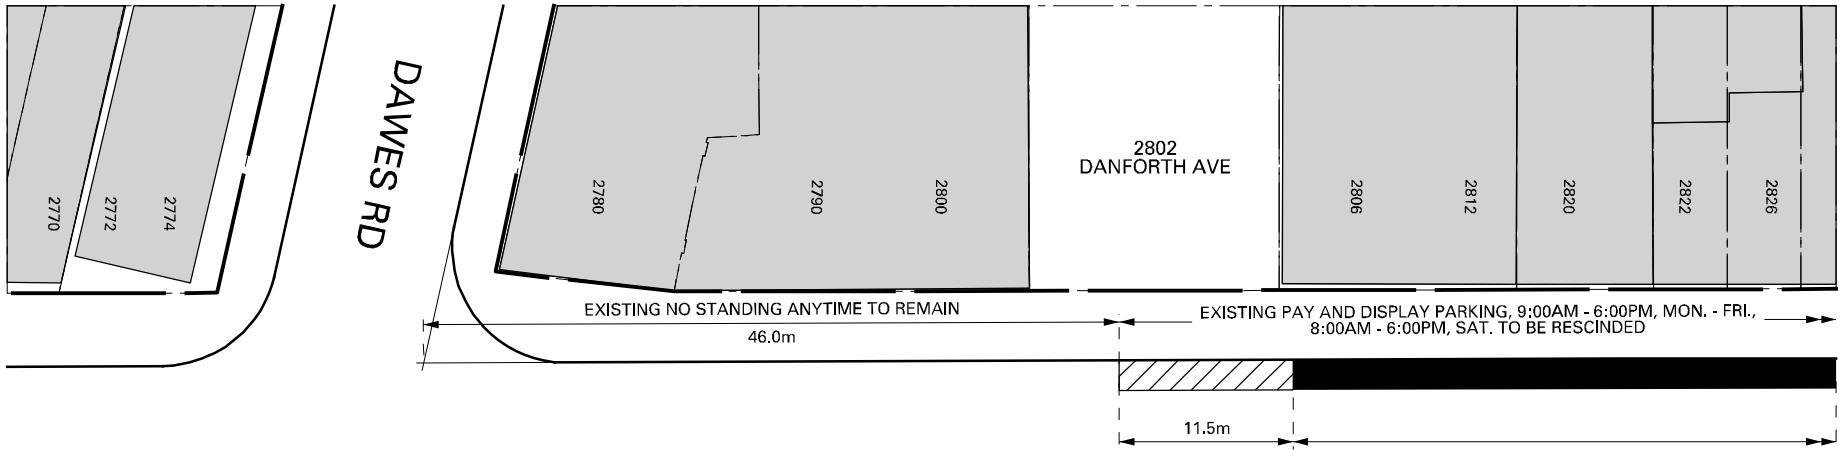 DAWES RD
2802
DANFORTH AVE
2770
2772
2774
2780
2790
2800
2806
2812
2820
2822
2826
EXISTING NO STANDING ANYTIME TO REMAIN
46.0m
EXISTING PAY AND DISPLAY PARKING, 9:00AM - 6:00PM, MON. - FRI.,
8:00AM - 6:00PM, SAT. TO BE RESCINDED
11.5m